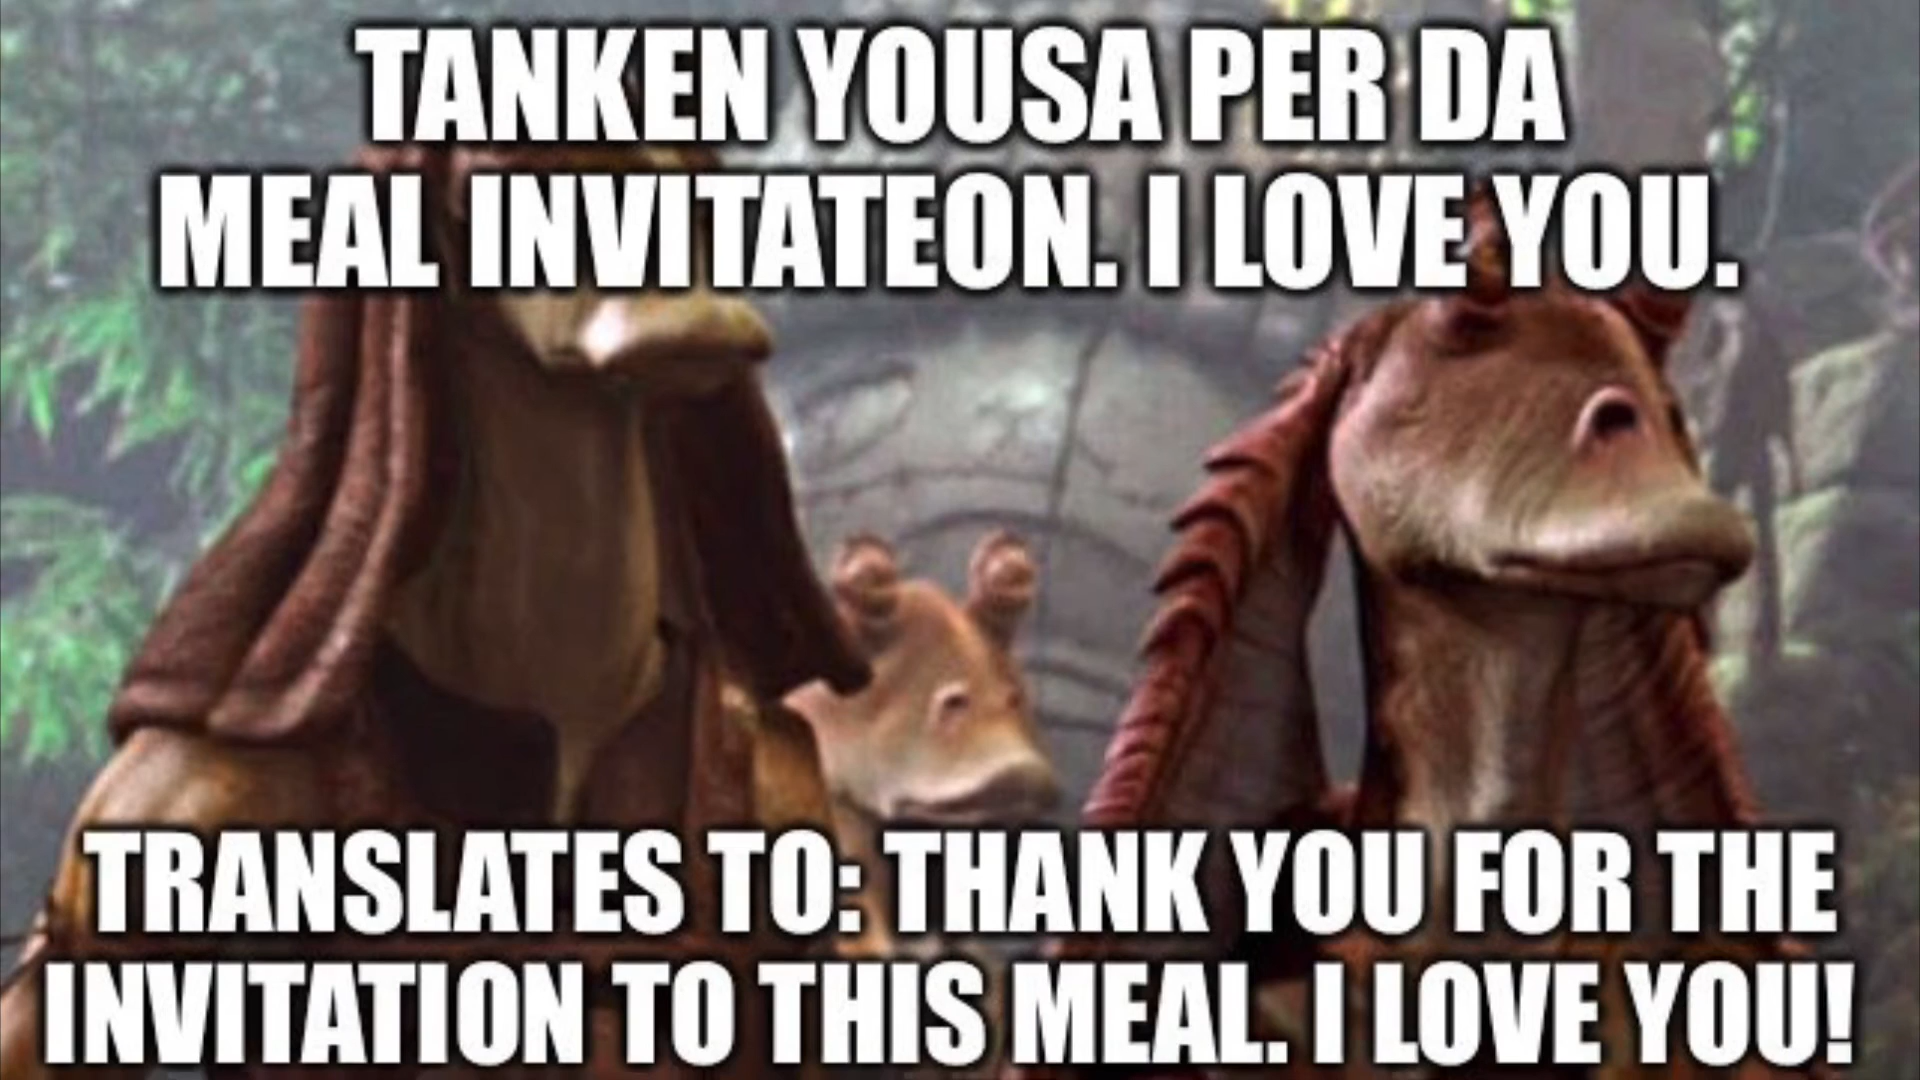 TANKEN YOUSA PER DA
MEAL INVITATEON. I LOVE YOU.
TRANSLATES TO: THANK YOU FOR THE
INVITATION TO THIS MEAL. I LOVE YOU!